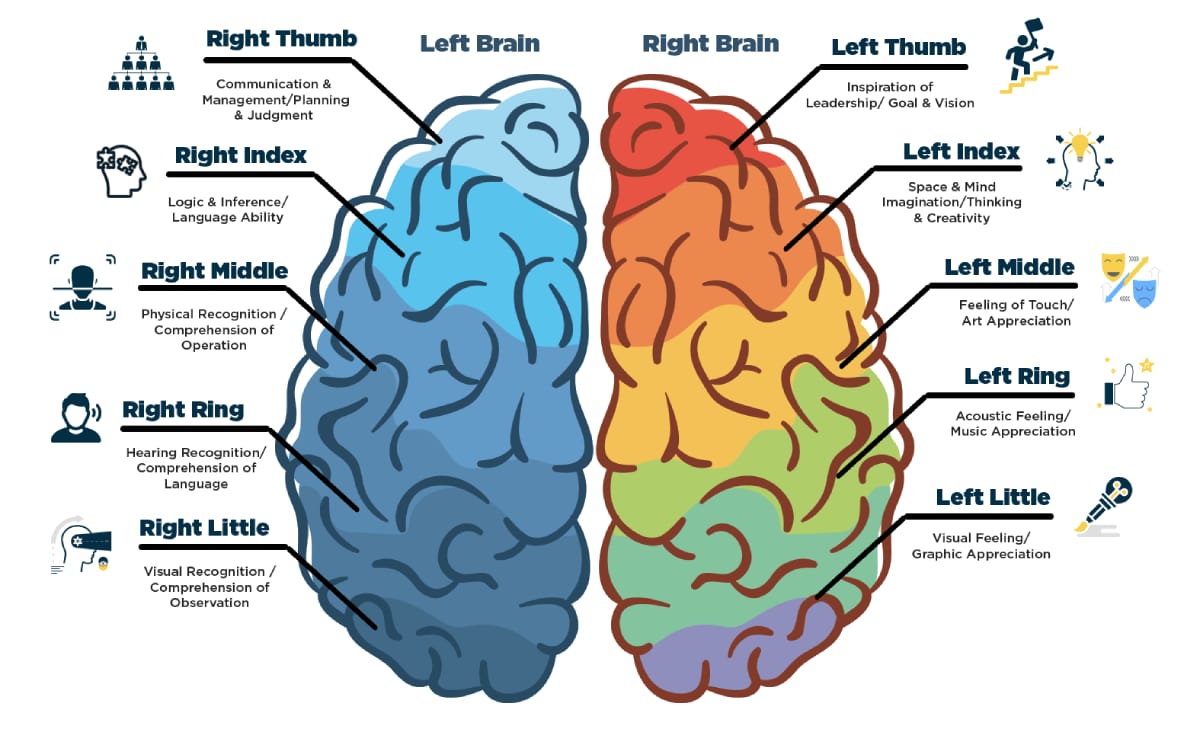 Left Brain
Right Brain
Right Thumb
Communication &
Management/Planning
& Judgment
Right Index
Logic & Inference/
Language Ability
Right Middle
Physical Recognition /
Comprehension of
Operation
Right Ring
Hearing Recognition/
Comprehension of
Language
Right Little
Visual Recognition /
Comprehension of
Observation
Left Thumb
Inspiration of
Leadership/ Goal & Vision
Left Index
Space & Mind
Imagination/Thinking
& Creativity
Left Middle
Feeling of Touch/
Art Appreciation
Left Ring
Acoustic Feeling/
Music Appreciation
Left Little
Visual Feeling/
Graphic Appreciation